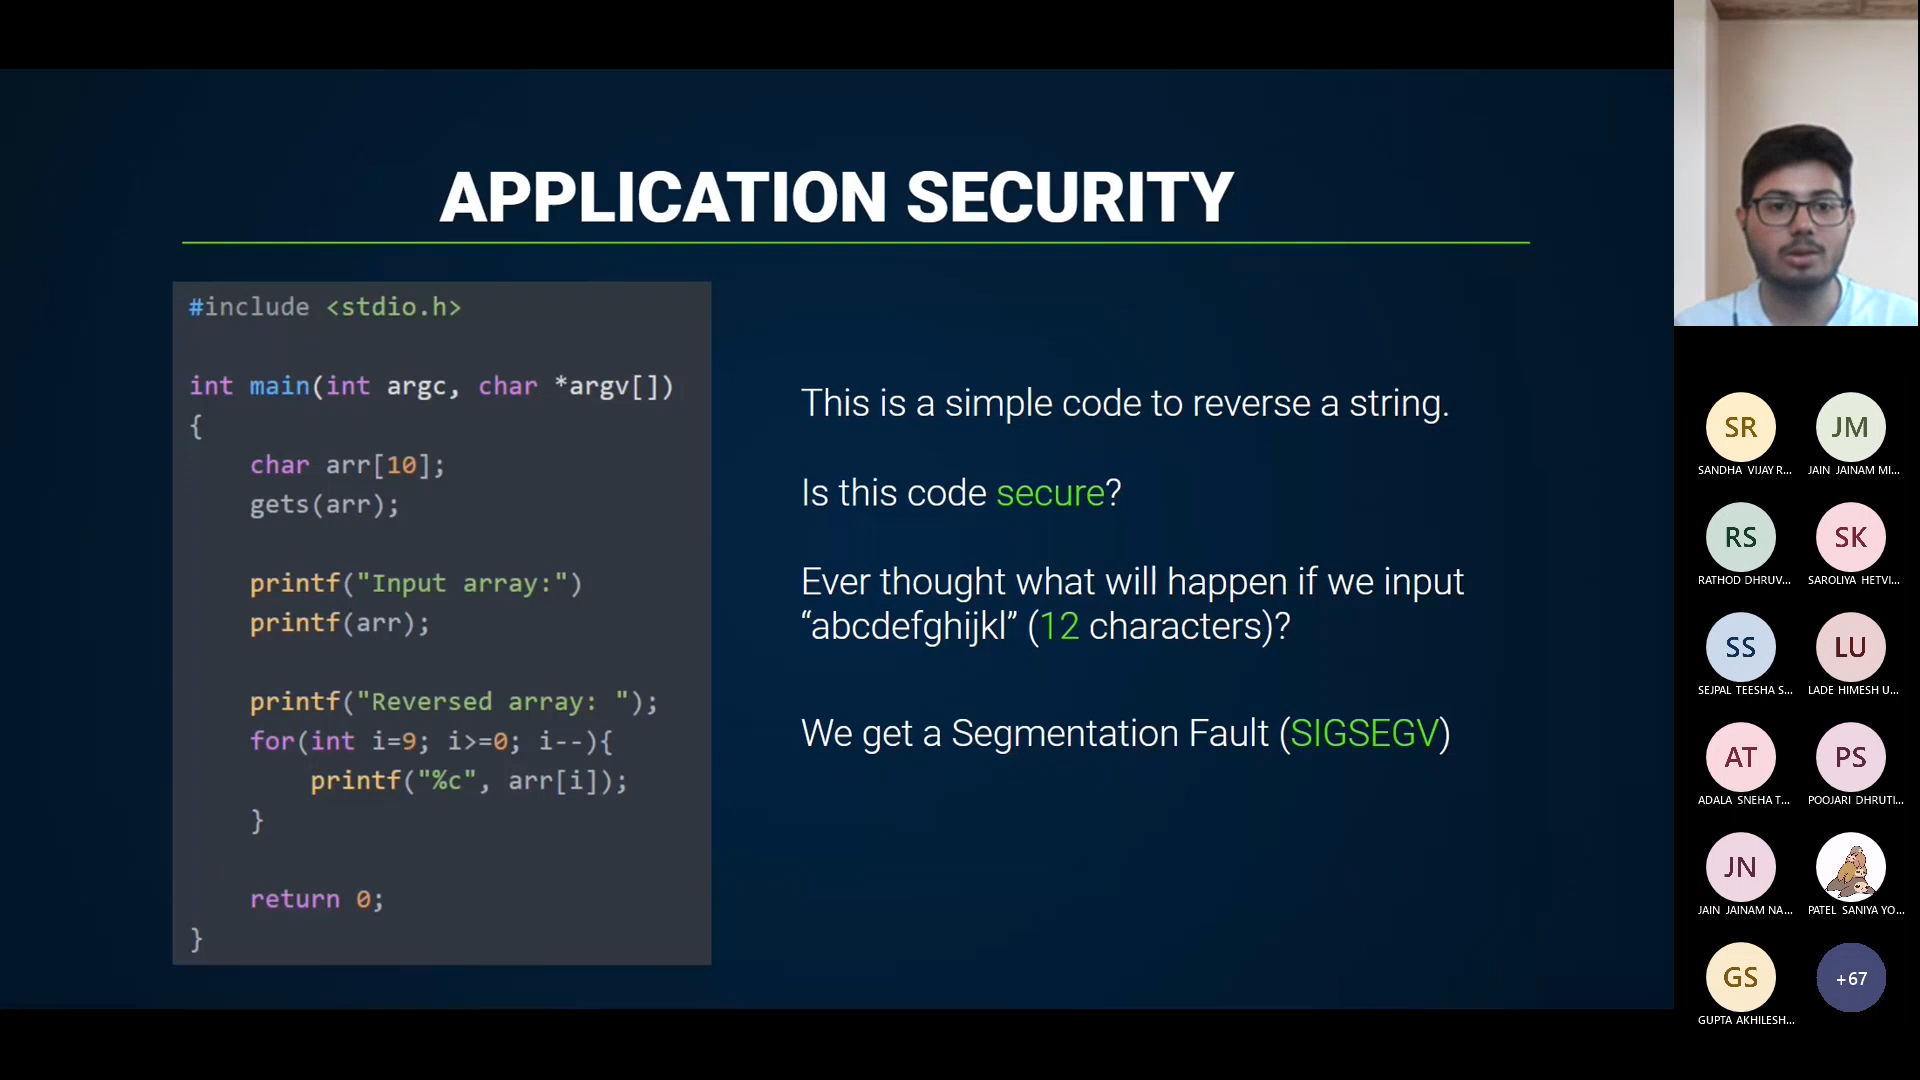 APPLICATION SECURITY
#include <stdio.h>
int main(int argc, char *argv[])
{
char arr[10];
gets(arr);
printf("Input array:")
printf(arr);
printf("Reversed array: ");
for(int i=9; i>=0; i--){
printf("%c", arr[i]);
}
return 0;
}
This is a simple code to reverse a string.
Is this code secure?
Ever thought what will happen if we input
“abcdefghijkl” (12 characters)?
We get a Segmentation Fault (SIGSEGV)
SR
JM
SANDHA VIJAY R...
JAIN JAINAM MI...
RS
SK
RATHOD DHRUV...
SAROLIYA HETVI...
SS
LU
SEJPAL TEESHA S...
LADE HIMESH U...
AT
PS
ADALA SNEHA T...
POOJARI DHRUTI...
JN
JAIN JAINAM NA...
PATEL SANIYA YO...
GS
+67
GUPTA AKHILESH...